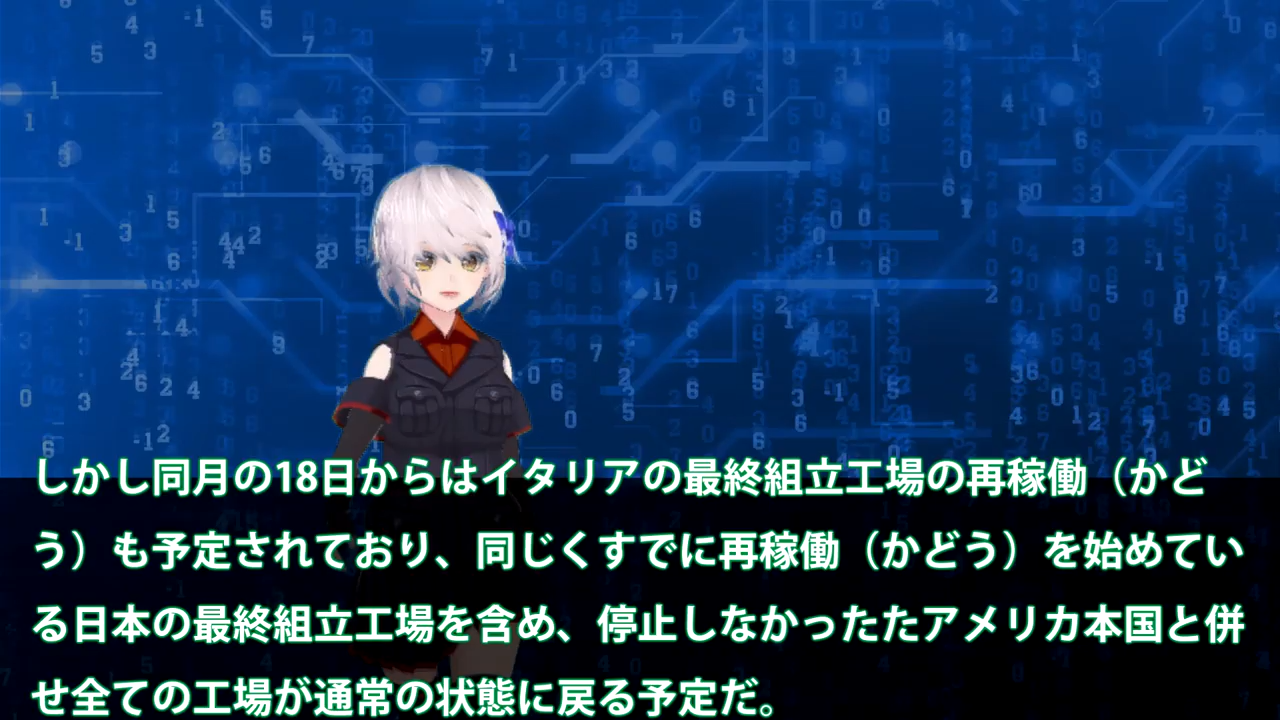 しかし同月の18日からはイタリアの最終組立工場の再稼働（かど
う）も予定されており、同じくすでに再稼働（かどう）を始めてい
る日本の最終組立工場を含め、停止しなかったたアメリカ本国と併
せ全ての工場が通常の状態に戻る予定だ。